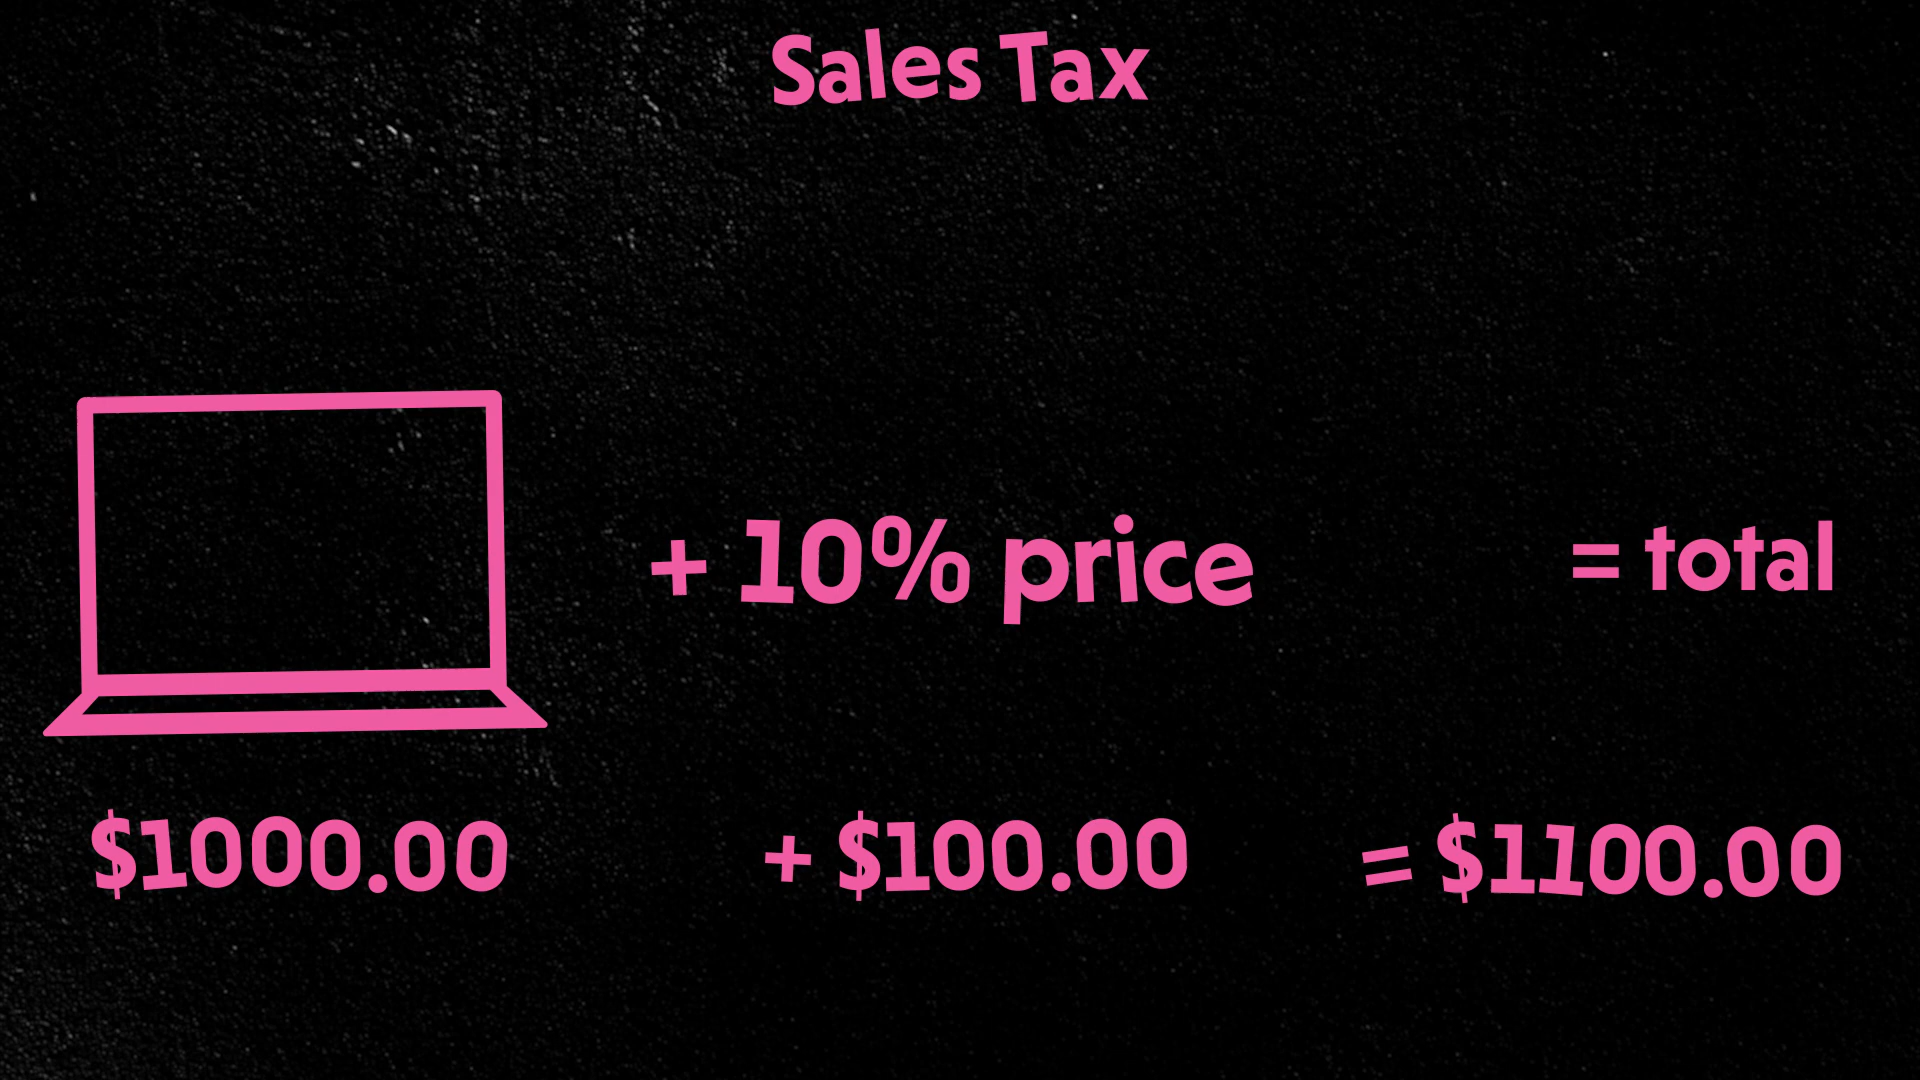 Sales Tax
+ 10% price
= total
$1000.00
+ $100.00
= $1100.00